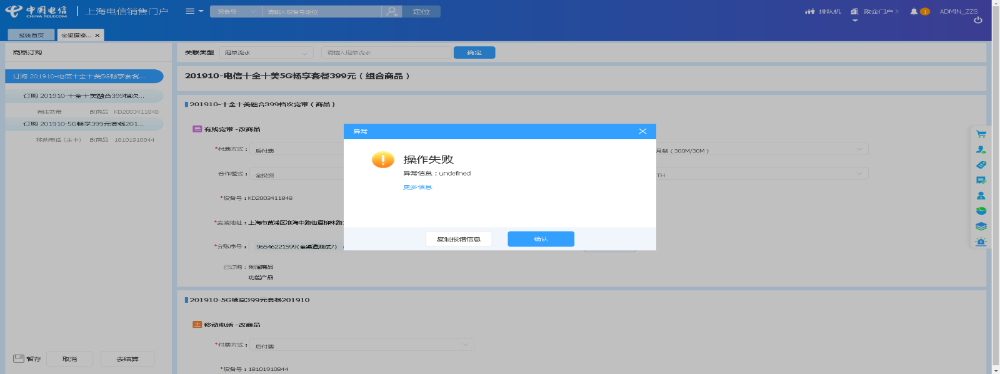 中国电信
CHINA TELECOM
上海电信销售门户
设备号
请输入设备号定位
定位
排队机
政企门户
1
ADMIN_ZZS
系统首页
全渠道穿...
商品订购
订购 201910-电信十全十美5G畅享套餐...
订购 201910-十全十美融合399档次...
有线宽带 改商品 KD2003411848
订购 201910-5G畅享399元套餐201...
移动电话 (主卡) 改商品 18101910844
暂存
取消
去结算
关联类型
甩单流水
请输入甩单流水
确定
201910-电信十全十美5G畅享套餐399元（组合商品）
201910-十全十美融合399档次宽带（商品）
有线宽带 -改商品
*付费方式：
后付费
月制（300M/30M）
合作模式：
全投资
TH
*设备号：KD2003411848
*安装地址：上海市黄浦区淮海中路街道柳林路
*分账序号：
96546221599(全渠道测试7)
已订购：附属商品
功能产品
201910-5G畅享399元套餐201910
移动电话 -改商品
*付费方式：
后付费
*设备号：18101910844
异常
操作失败
异常信息：undefined
更多信息
复制报错信息
确认